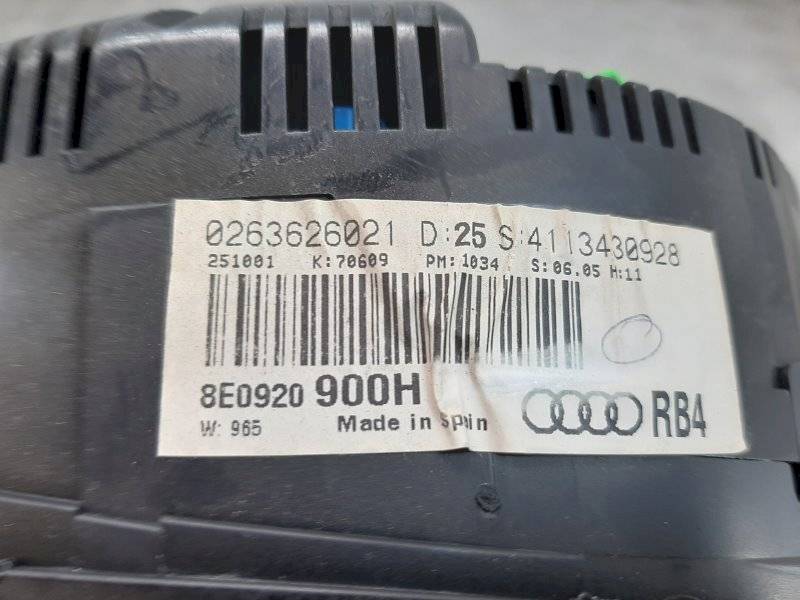 0263626021 D:25 S:4113430928
251001 K:70609 PM:1034 S:06.05 H:11
8E0920 900H RB4
W: 965 Made in Spain